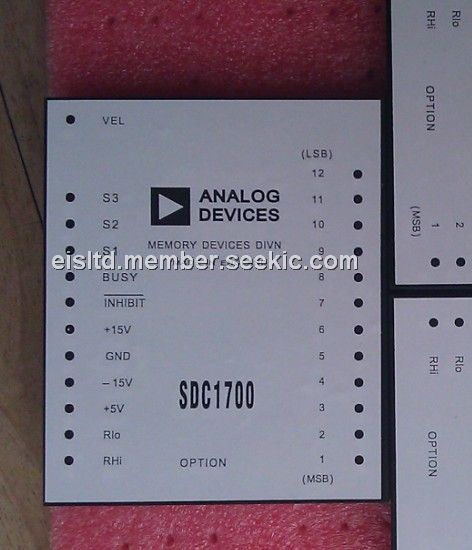 VEL
(LSB)
12
S3
ANALOG
DEVICES
11
S2
10
S1
MEMORY DEVICES DIVN
9
eisltd.member.seekic.com
BUSY
8
INHIBIT
7
+15V
6
GND
5
–15V
SDC1700
4
+5V
3
Rlo
2
RHi
OPTION
1
(MSB)
RHi
Rlo
OPTION
(MSB)
1
2
RHi
Rlo
OPTION